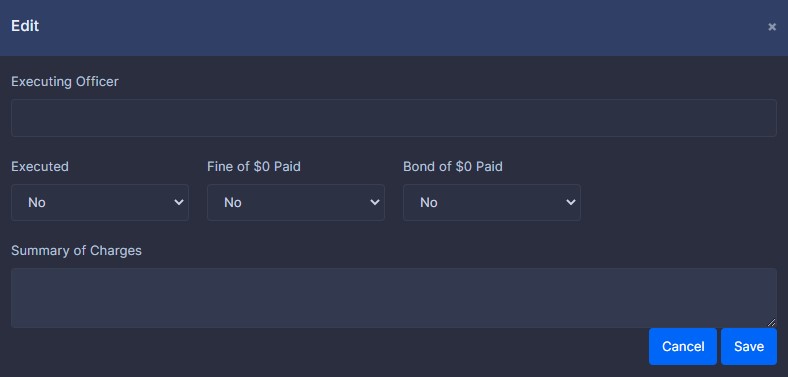 Edit ×
Executing Officer
Executed Fine of $0 Paid Bond of $0 Paid
No No No
Summary of Charges
Cancel Save